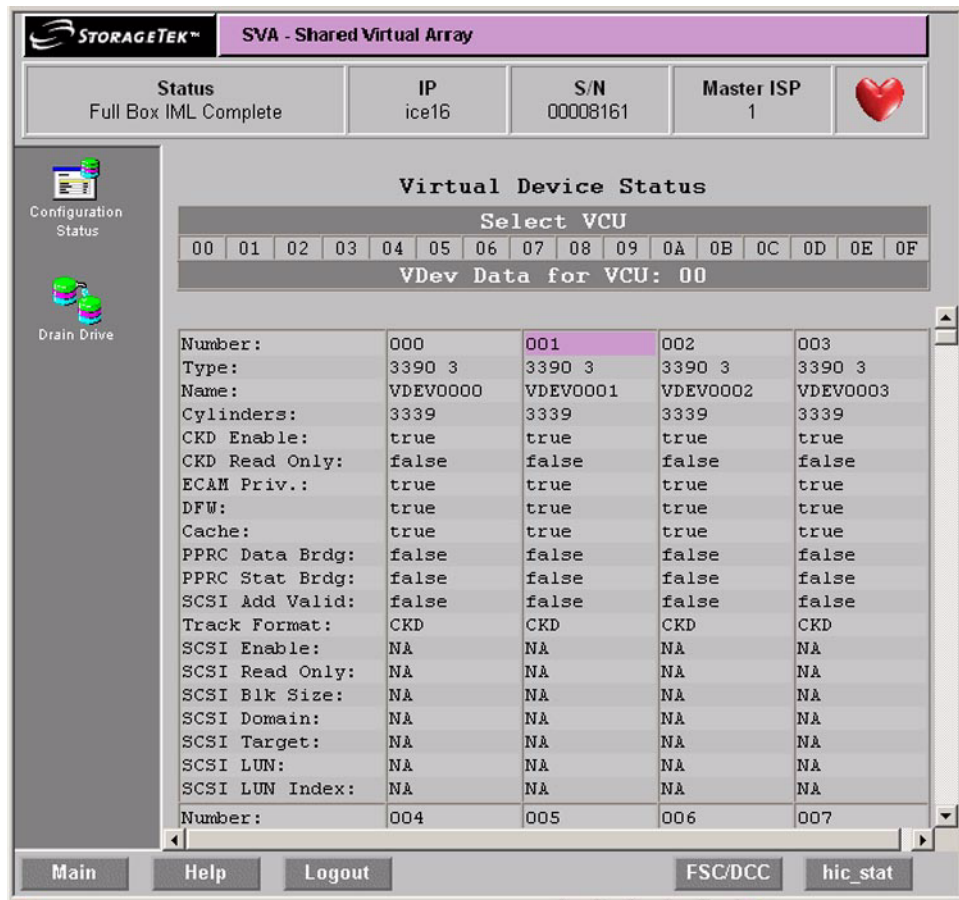 STORAGETEK™ SVA - Shared Virtual Array
Status IP S/N Master ISP
Full Box IML Complete ice16 00008161 1
Configuration
Status
Drain Drive
Virtual Device Status
Select VCU
00 01 02 03 04 05 06 07 08 09 0A 0B 0C 0D 0E 0F
VDev Data for VCU: 00
Number: 000 001 002 003
Type: 3390 3 3390 3 3390 3 3390 3
Name: VDEV0000 VDEV0001 VDEV0002 VDEV0003
Cylinders: 3339 3339 3339 3339
CKD Enable: true true true true
CKD Read Only: false false false false
ECAM Priv.: true true true true
DFW: true true true true
Cache: true true true true
PPRC Data Brdg: false false false false
PPRC Stat Brdg: false false false false
SCSI Add Valid: false false false false
Track Format: CKD CKD CKD CKD
SCSI Enable: NA NA NA NA
SCSI Read Only: NA NA NA NA
SCSI Blk Size: NA NA NA NA
SCSI Domain: NA NA NA NA
SCSI Target: NA NA NA NA
SCSI LUN: NA NA NA NA
SCSI LUN Index: NA NA NA NA
Number: 004 005 006 007
Main Help Logout FSC/DCC hic_stat